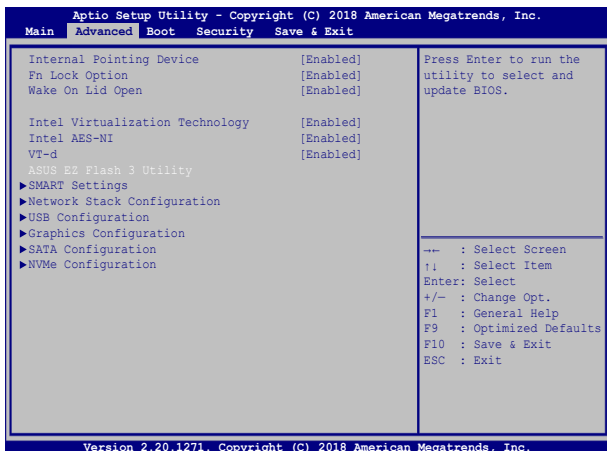 Aptio Setup Utility - Copyright (C) 2018 American Megatrends, Inc.
Main Advanced Boot Security Save & Exit
Internal Pointing Device [Enabled]
Fn Lock Option [Enabled]
Wake On Lid Open [Enabled]
Intel Virtualization Technology [Enabled]
Intel AES-NI [Enabled]
VT-d [Enabled]
ASUS EZ Flash 3 Utility
▶SMART Settings
▶Network Stack Configuration
▶USB Configuration
▶Graphics Configuration
▶SATA Configuration
▶NVMe Configuration
Press Enter to run the
utility to select and
update BIOS.
→← : Select Screen
↑↓ : Select Item
Enter: Select
+/— : Change Opt.
F1 : General Help
F9 : Optimized Defaults
F10 : Save & Exit
ESC : Exit
Version 2.20.1271. Copyright (C) 2018 American Megatrends, Inc.